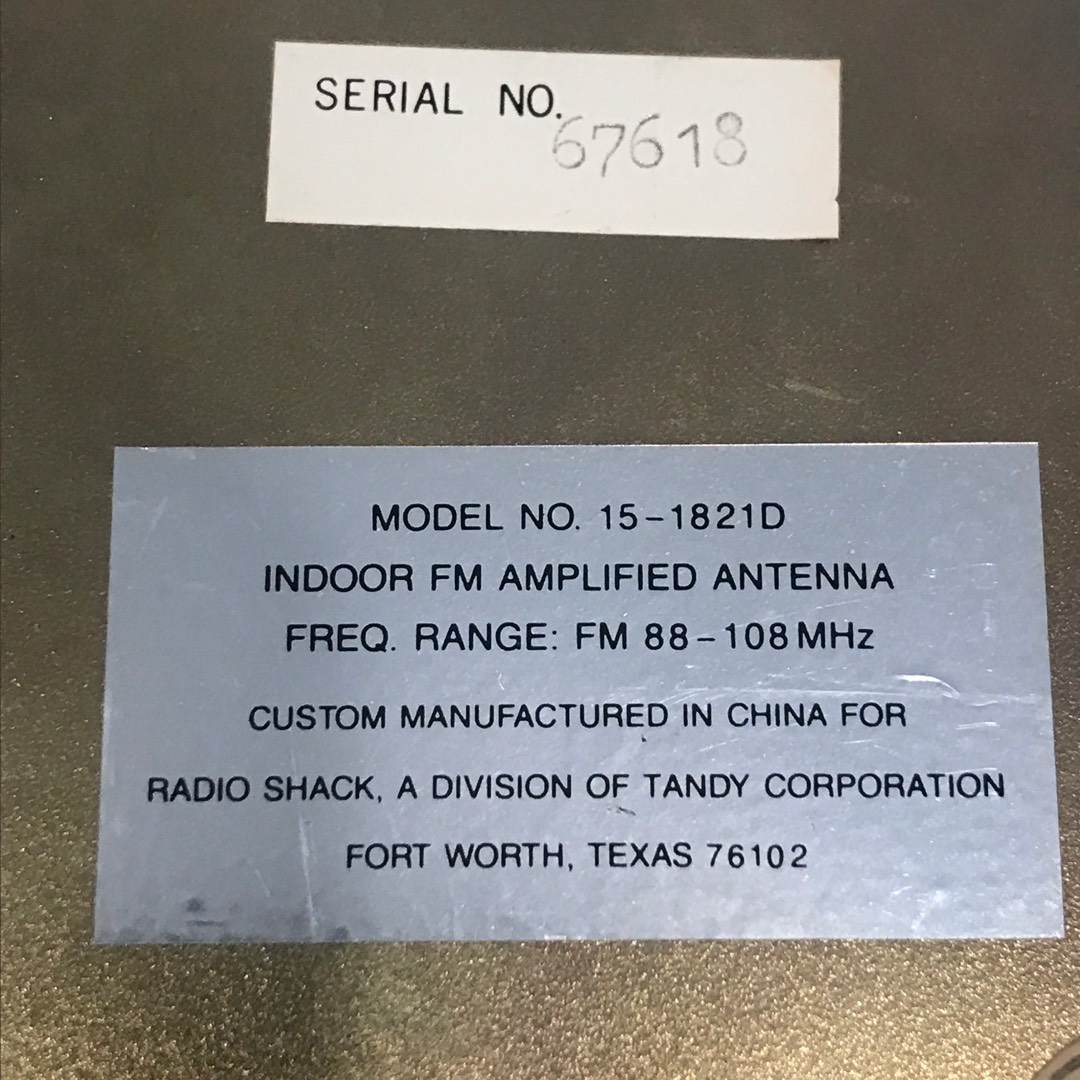 SERIAL NO.
67618
MODEL NO. 15-1821D
INDOOR FM AMPLIFIED ANTENNA
FREQ. RANGE: FM 88-108MHz
CUSTOM MANUFACTURED IN CHINA FOR
RADIO SHACK, A DIVISION OF TANDY CORPORATION
FORT WORTH, TEXAS 76102